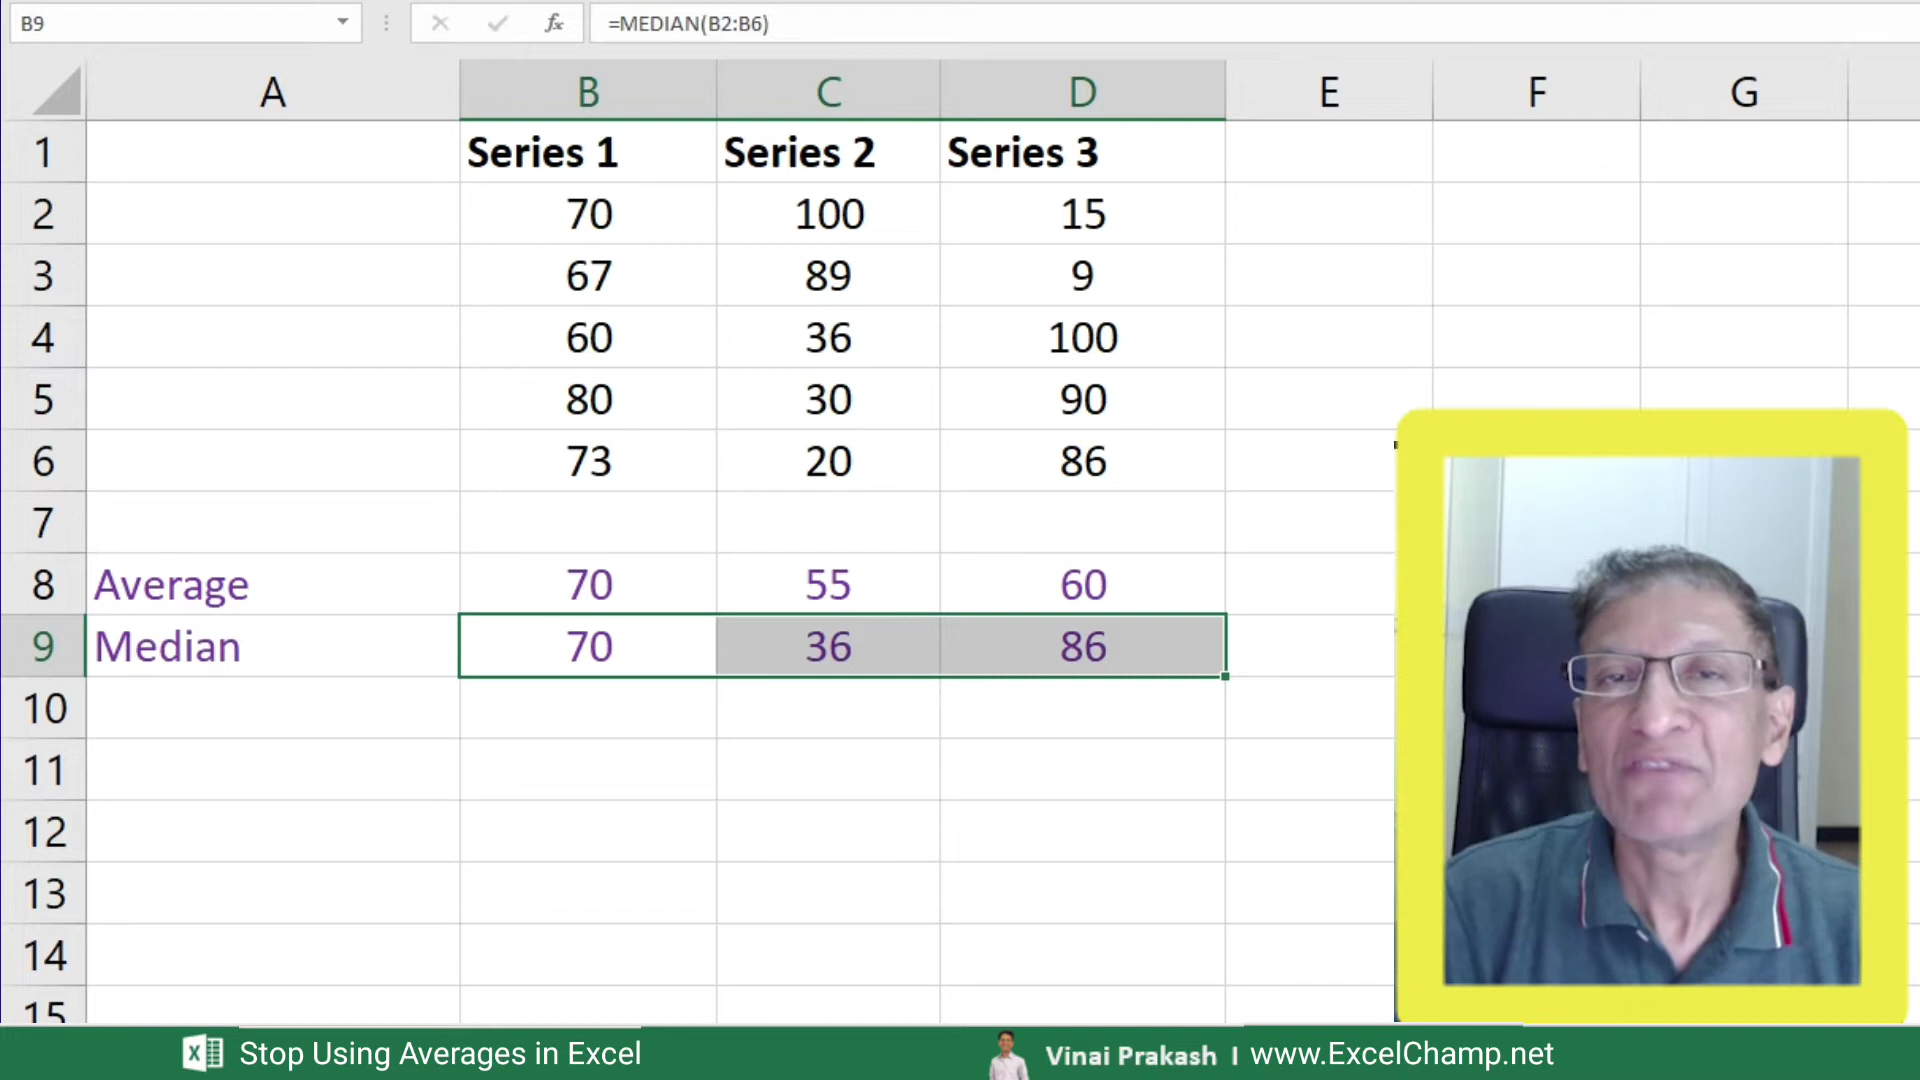 B9 fx =MEDIAN(B2:B6)
A B C D E F G
1 Series 1 Series 2 Series 3
2 70 100 15
3 67 89 9
4 60 36 100
5 80 30 90
6 73 20 86
7
8 Average 70 55 60
9 Median 70 36 86
10
11
12
13
14
15
X Stop Using Averages in Excel Vinai Prakash I www.ExcelChamp.net